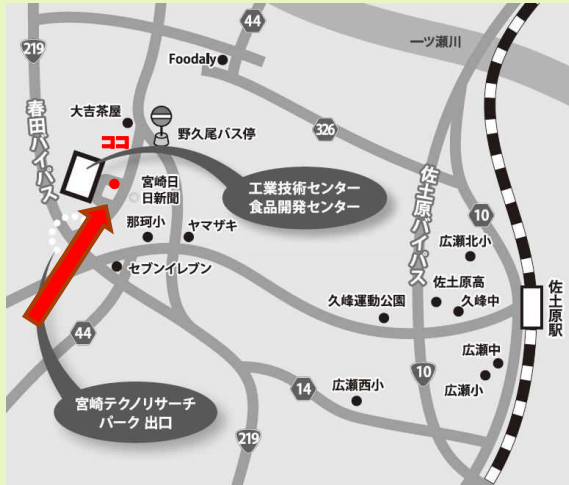 44
219
一ツ瀬川
Foodaly
大吉茶屋
春田バイパス
ココ
野久尾バス停
326
佐土原バイパス
工業技術センター
食品開発センター
宮崎日
日新聞
10
那珂小
ヤマザキ
広瀬北小
セブンイレブン
佐土原高
久峰運動公園
久峰中
佐土原駅
44
広瀬中
10
14
広瀬西小
広瀬小
宮崎テクノリサーチ
パーク 出口
219